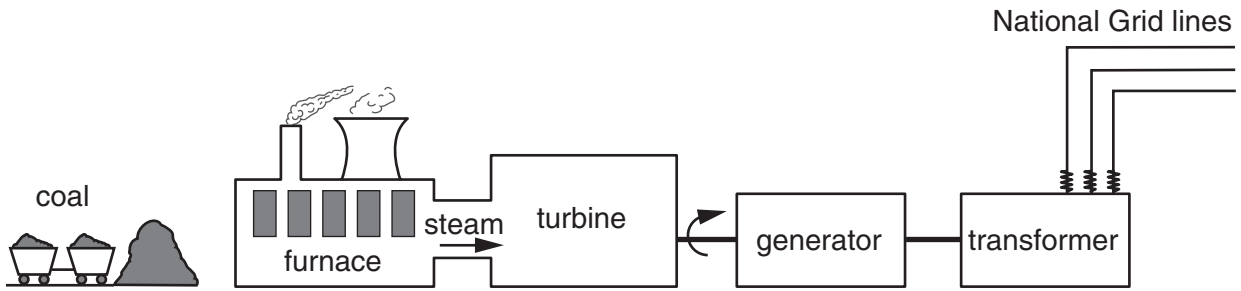 National Grid lines
coal
steam
furnace
turbine
generator
transformer